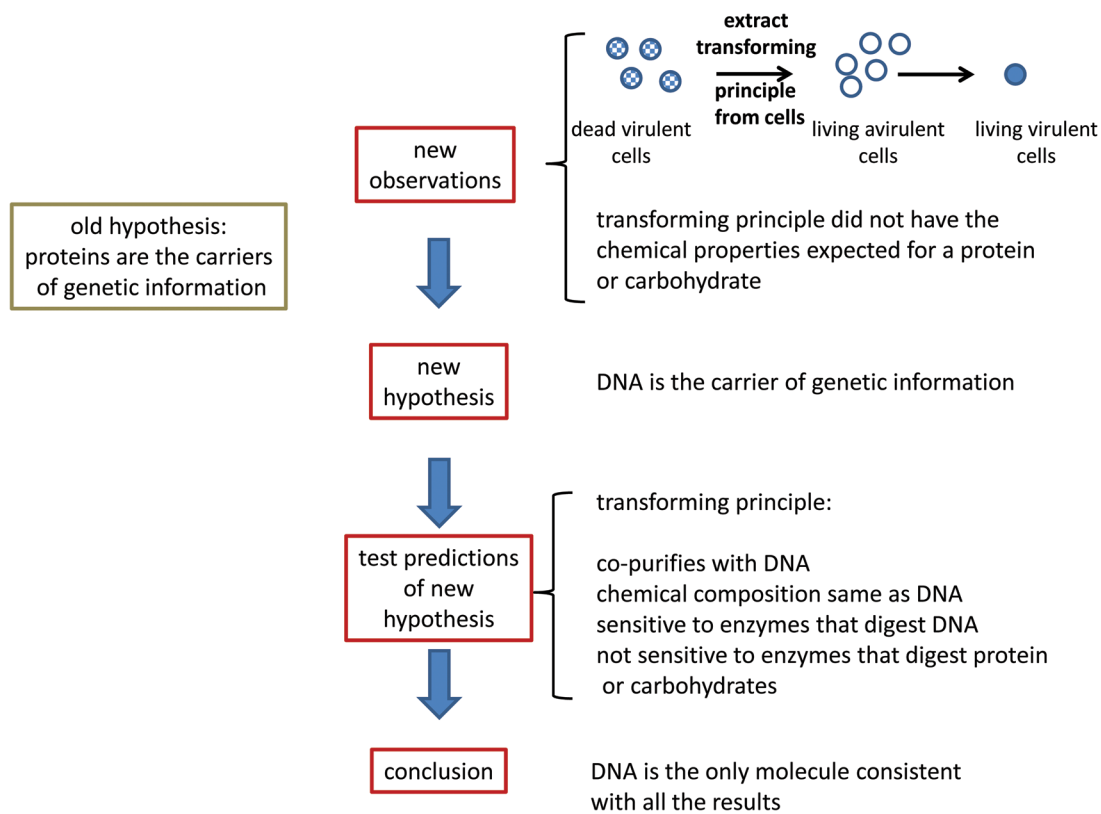 old hypothesis:
proteins are the carriers
of genetic information
new
observations
extract
transforming
principle
from cells
dead virulent
cells
living avirulent
cells
living virulent
cells
transforming principle did not have the
chemical properties expected for a protein
or carbohydrate
new
hypothesis
DNA is the carrier of genetic information
test predictions
of new
hypothesis
transforming principle:
co-purifies with DNA
chemical composition same as DNA
sensitive to enzymes that digest DNA
not sensitive to enzymes that digest protein
or carbohydrates
conclusion
DNA is the only molecule consistent
with all the results